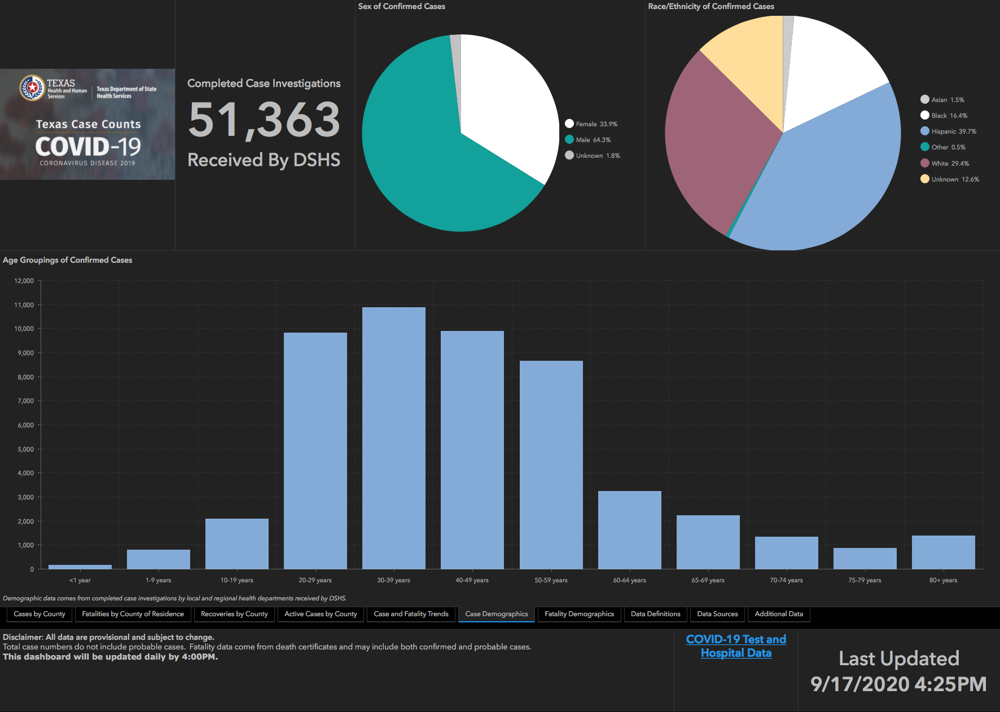 Sex of Confirmed Cases
Race/Ethnicity of Confirmed Cases
TEXAS
Health and Human
Services
Texas Department of State
Health Services
Texas Case Counts
COVID-19
CORONAVIRUS DISEASE 2019
Completed Case Investigations
51,363
Received By DSHS
Female 33.9%
Male 64.3%
Unknown 1.8%
Asian 1.5%
Black 16.4%
Hispanic 39.7%
Other 0.5%
White 29.4%
Unknown 12.6%
Age Groupings of Confirmed Cases
12,000
11,000
10,000
9,000
8,000
7,000
6,000
5,000
4,000
3,000
2,000
1,000
0
<1 year 1-9 years 10-19 years 20-29 years 30-39 years 40-49 years 50-59 years 60-64 years 65-69 years 70-74 years 75-79 years 80+ years
Demographic data comes from completed case investigations by local and regional health departments received by DSHS.
Cases by County Fatalities by County of Residence Recoveries by County Active Cases by County Case and Fatality Trends Case Demographics Fatality Demographics Data Definitions Data Sources Additional Data
Disclaimer: All data are provisional and subject to change.
Total case numbers do not include probable cases. Fatality data come from death certificates and may include both confirmed and probable cases.
This dashboard will be updated daily by 4:00PM.
COVID-19 Test and
Hospital Data
Last Updated
9/17/2020 4:25PM